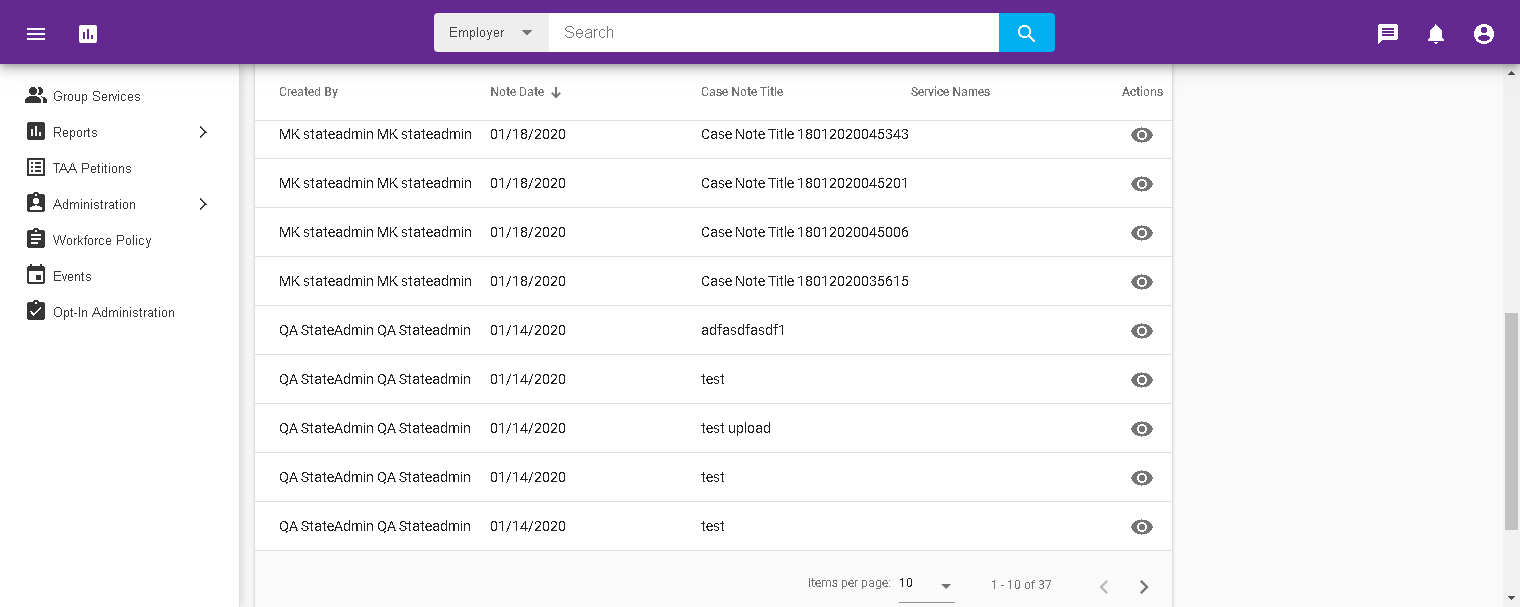 Employer Search
Group Services
Reports
TAA Petitions
Administration
Workforce Policy
Events
Opt-In Administration
Created By Note Date Case Note Title Service Names Actions
MK stateadmin MK stateadmin 01/18/2020 Case Note Title 18012020045343
MK stateadmin MK stateadmin 01/18/2020 Case Note Title 18012020045201
MK stateadmin MK stateadmin 01/18/2020 Case Note Title 18012020045006
MK stateadmin MK stateadmin 01/18/2020 Case Note Title 18012020035615
QA StateAdmin QA Stateadmin 01/14/2020 adfasdfasdf1
QA StateAdmin QA Stateadmin 01/14/2020 test
QA StateAdmin QA Stateadmin 01/14/2020 test upload
QA StateAdmin QA Stateadmin 01/14/2020 test
QA StateAdmin QA Stateadmin 01/14/2020 test
Items per page: 10 1 - 10 of 37